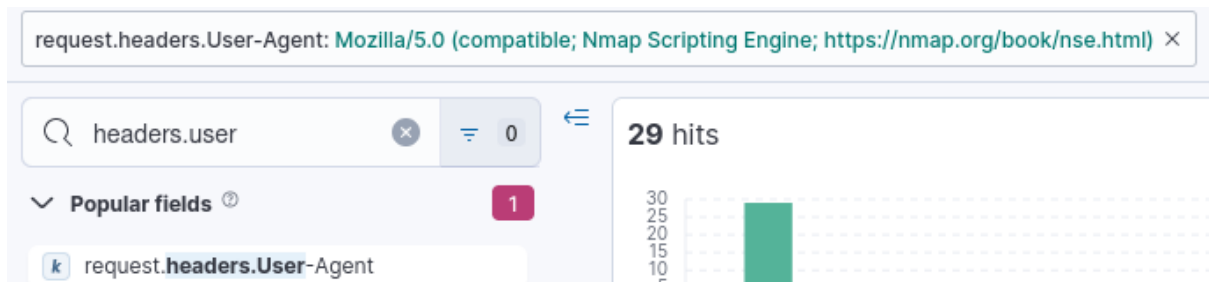 request.headers.User-Agent: Mozilla/5.0 (compatible; Nmap Scripting Engine; https://nmap.org/book/nse.html) ×
headers.user
0
29 hits
Popular fields
1
k request.headers.User-Agent
30
25
20
15
10